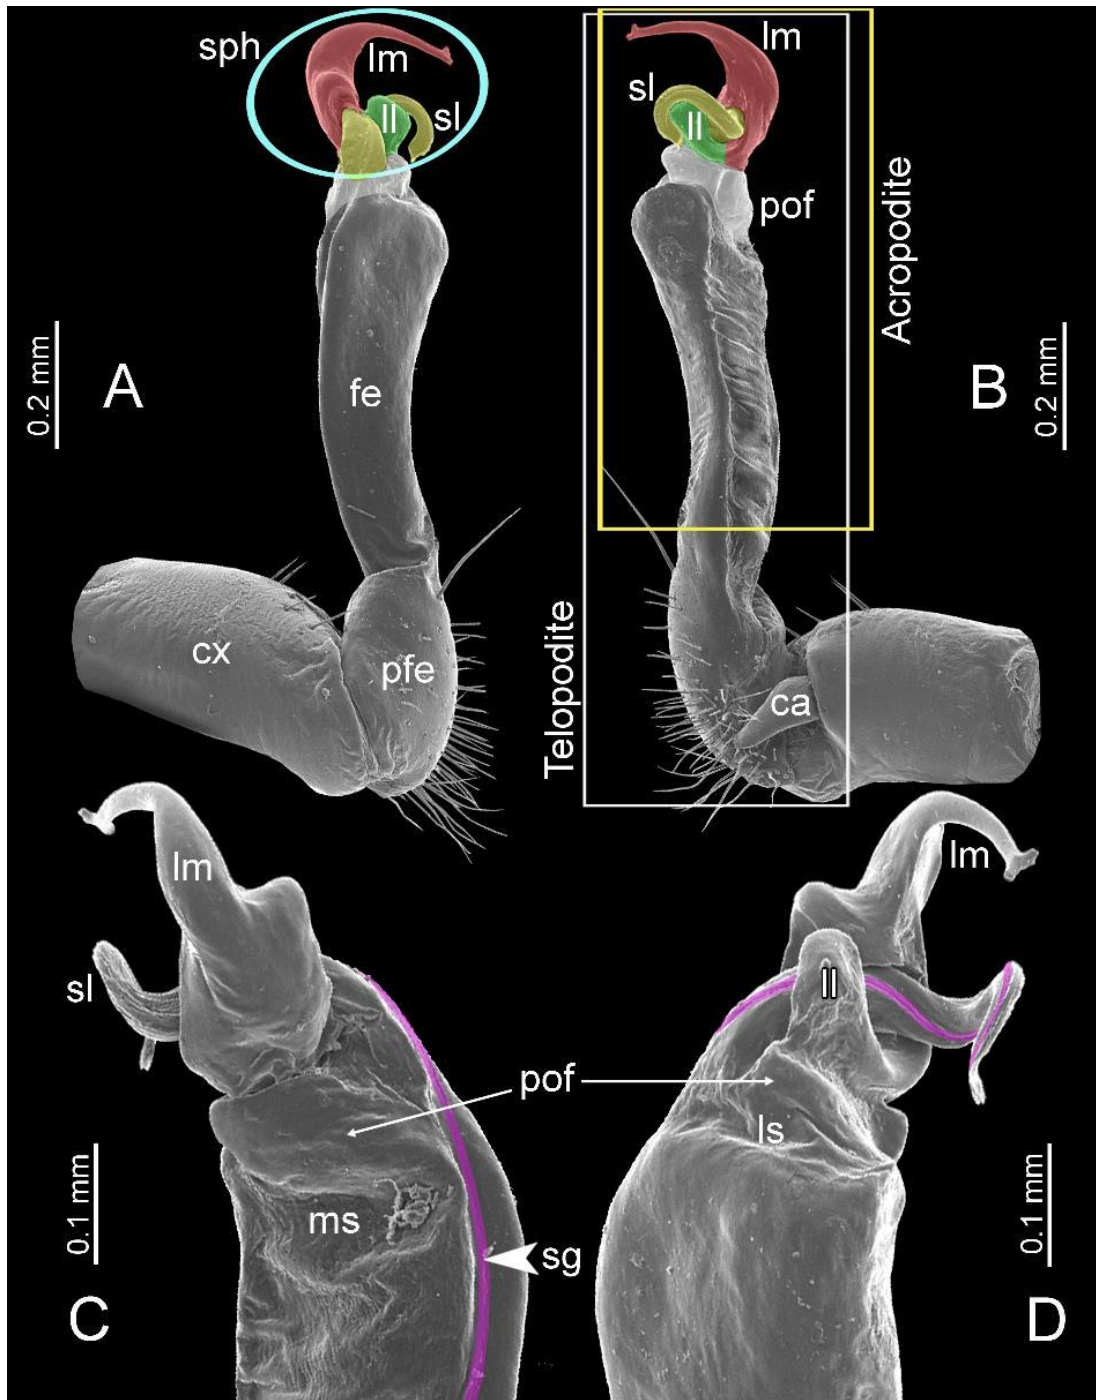 sph
lm
ll
sl
fe
cx
pfe
A
0.2 mm
lm
sl
ll
pof
Acropodite
B
0.2 mm
Telopodite
ca
lm
sl
pof
ms
sg
0.1 mm
C
lm
ll
ls
0.1 mm
D